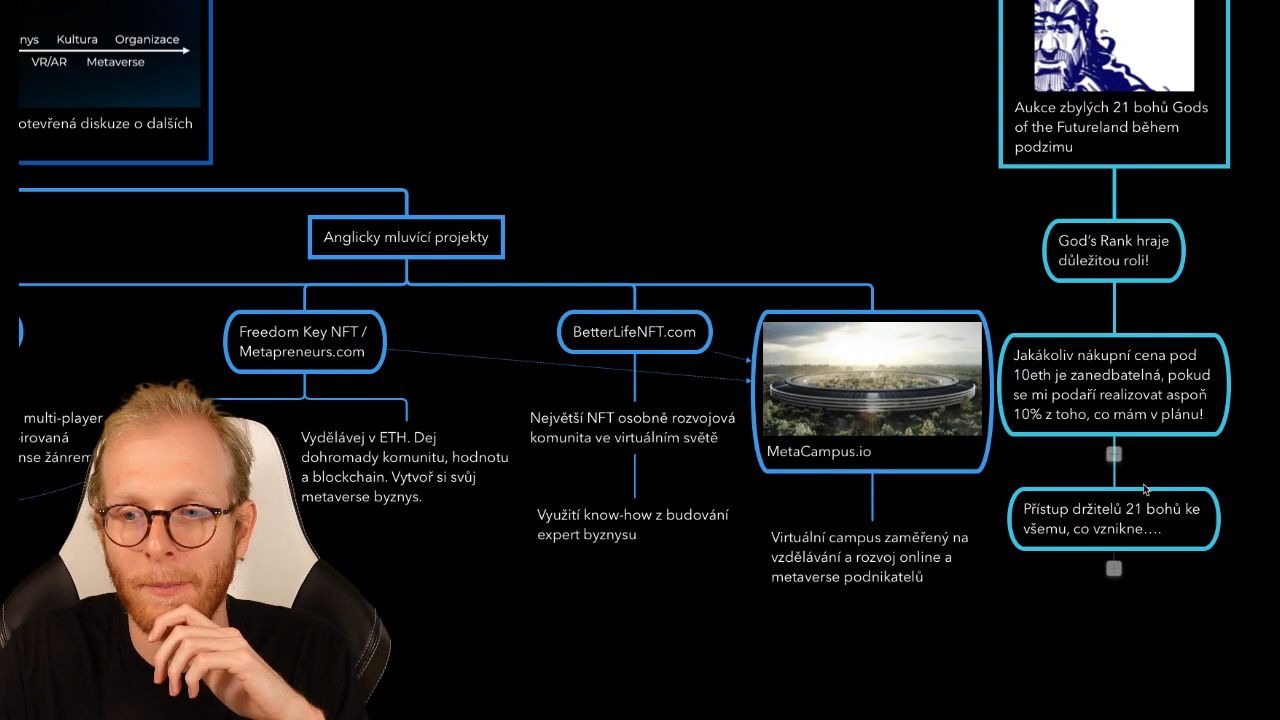 Kultura Organizace
VR/AR Metaverse
otevřená diskuze o dalších
Aukce zbylých 21 bohů Gods
of the Futureland během
podzimu
Anglicky mluvící projekty
God's Rank hraje
důležitou roli!
Freedom Key NFT /
Metapreneurs.com
BetterLifeNFT.com
MetaCampus.io
Jakákoliv nákupní cena pod
10eth je zanedbatelná, pokud
se mi podaří realizovat aspoň
10% z toho, co mám v plánu!
multi-player
žánrem
Vydělávej v ETH. Dej
dohromady komunitu, hodnotu
a blockchain. Vytvoř si svůj
metaverse byznys.
Největší NFT osobně rozvojová
komunita ve virtuálním světě
Využití know-how z budování
expert byznysu
Virtuální campus zaměřený na
vzdělávání a rozvoj online a
metaverse podnikatelů
Přístup držitelů 21 bohů ke
všemu, co vznikne....